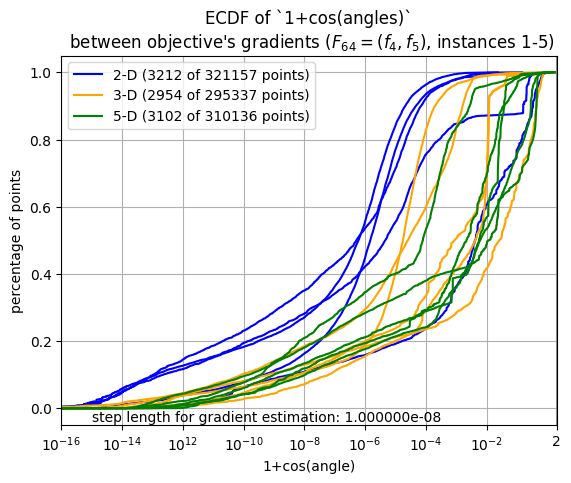 ECDF of `1+cos(angles)`
between objective's gradients (F₆₄ = (f₄, f₅), instances 1-5)
2-D (3212 of 321157 points)
3-D (2954 of 295337 points)
5-D (3102 of 310136 points)
1.0
0.8
0.6
0.4
0.2
0.0
percentage of points
step length for gradient estimation: 1.000000e-08
10⁻¹⁶ 10⁻¹⁴ 10⁻¹² 10⁻¹⁰ 10⁻⁸ 10⁻⁶ 10⁻⁴ 10⁻² 2
1+cos(angle)